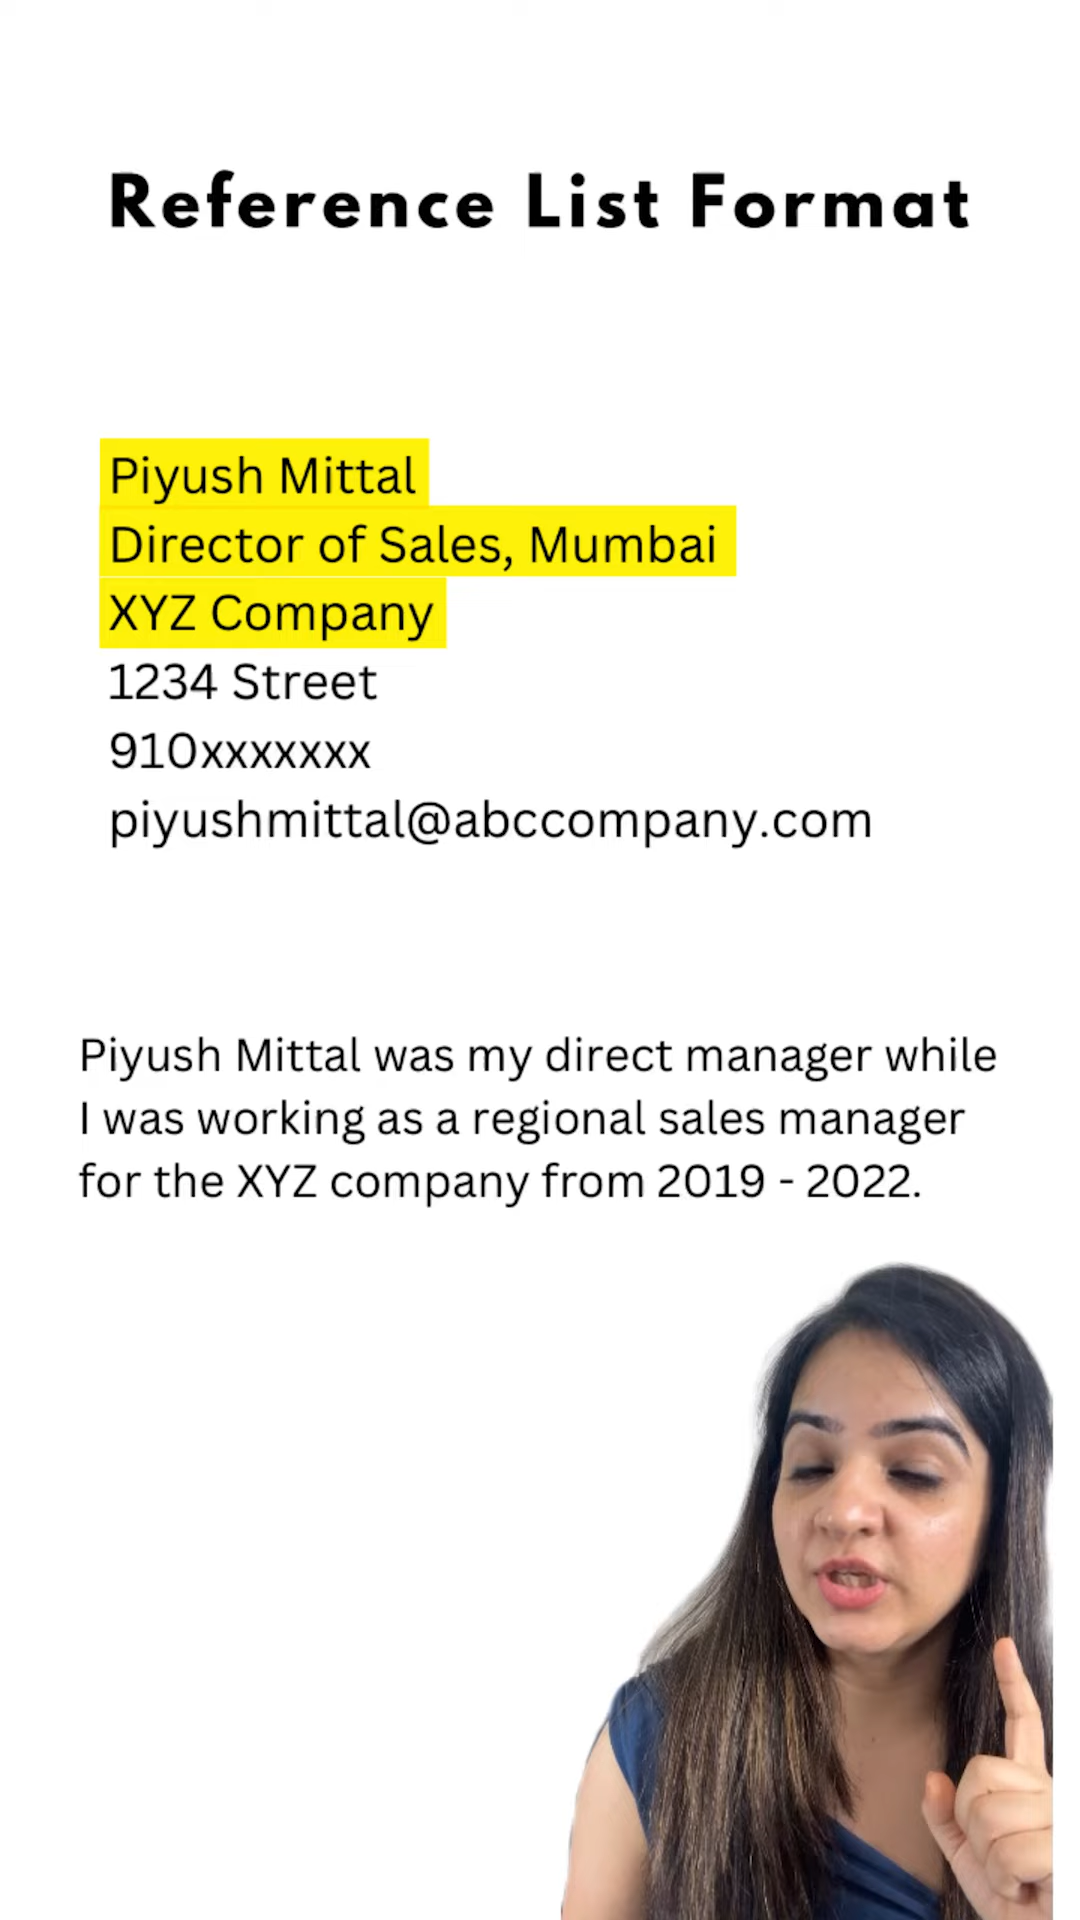 Reference List Format
Piyush Mittal
Director of Sales, Mumbai
XYZ Company
1234 Street
910xxxxxxx
piyushmittal@abccompany.com
Piyush Mittal was my direct manager while
I was working as a regional sales manager
for the XYZ company from 2019 - 2022.